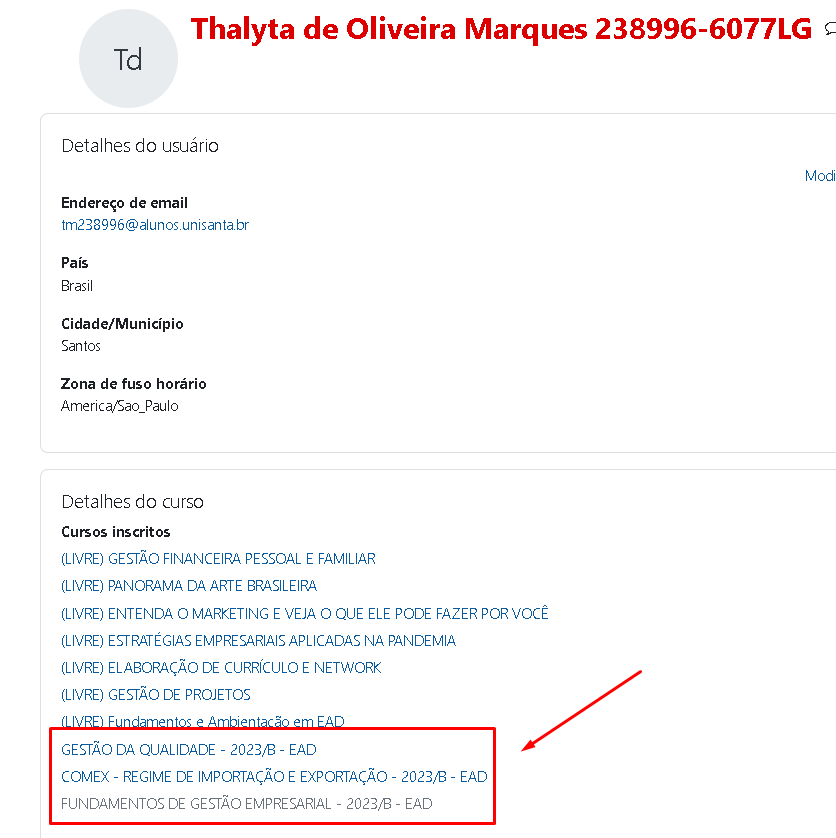 Td
Thalyta de Oliveira Marques 238996-6077LG
Detalhes do usuário
Modi
Endereço de email
tm238996@alunos.unisanta.br
País
Brasil
Cidade/Município
Santos
Zona de fuso horário
America/Sao_Paulo
Detalhes do curso
Cursos inscritos
(LIVRE) GESTÃO FINANCEIRA PESSOAL E FAMILIAR
(LIVRE) PANORAMA DA ARTE BRASILEIRA
(LIVRE) ENTENDA O MARKETING E VEJA O QUE ELE PODE FAZER POR VOCÊ
(LIVRE) ESTRATÉGIAS EMPRESARIAIS APLICADAS NA PANDEMIA
(LIVRE) ELABORAÇÃO DE CURRÍCULO E NETWORK
(LIVRE) GESTÃO DE PROJETOS
(LIVRE) Fundamentos e Ambientação em EAD
GESTÃO DA QUALIDADE - 2023/B - EAD
COMEX - REGIME DE IMPORTAÇÃO E EXPORTAÇÃO - 2023/B - EAD
FUNDAMENTOS DE GESTÃO EMPRESARIAL - 2023/B - EAD